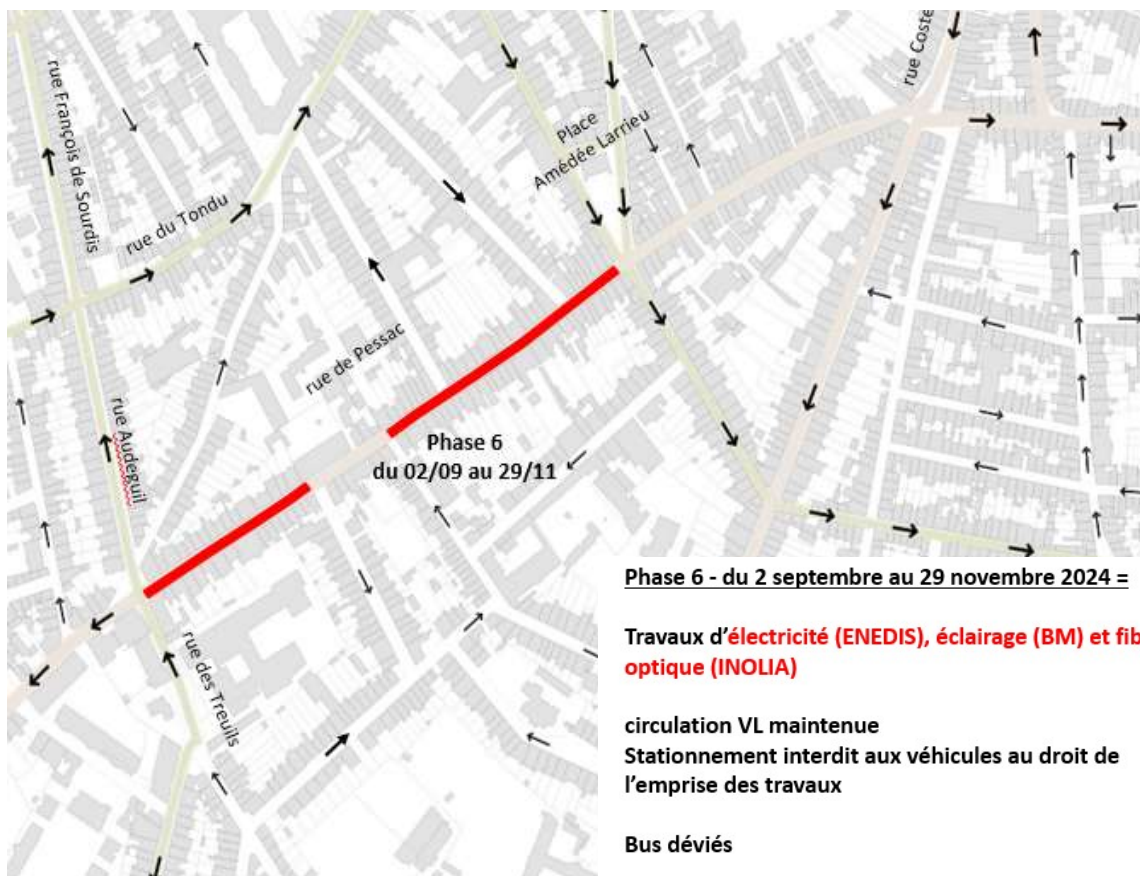 rue François de Sourdis
rue du Tondu
Place
Amédée Larrieu
rue Coste
rue de Pessac
rue Audeguil
Phase 6
du 02/09 au 29/11
rue des Treuils
Phase 6 - du 2 septembre au 29 novembre 2024 =
Travaux d’électricité (ENEDIS), éclairage (BM) et fib
optique (INOLIA)
circulation VL maintenue
Stationnement interdit aux véhicules au droit de
l’emprise des travaux
Bus déviés